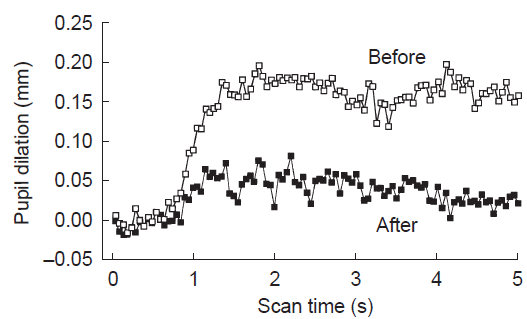 0.25
0.20
0.15
0.10
0.05
0.00
−0.05
Pupil dilation (mm)
Before
After
0 1 2 3 4 5
Scan time (s)